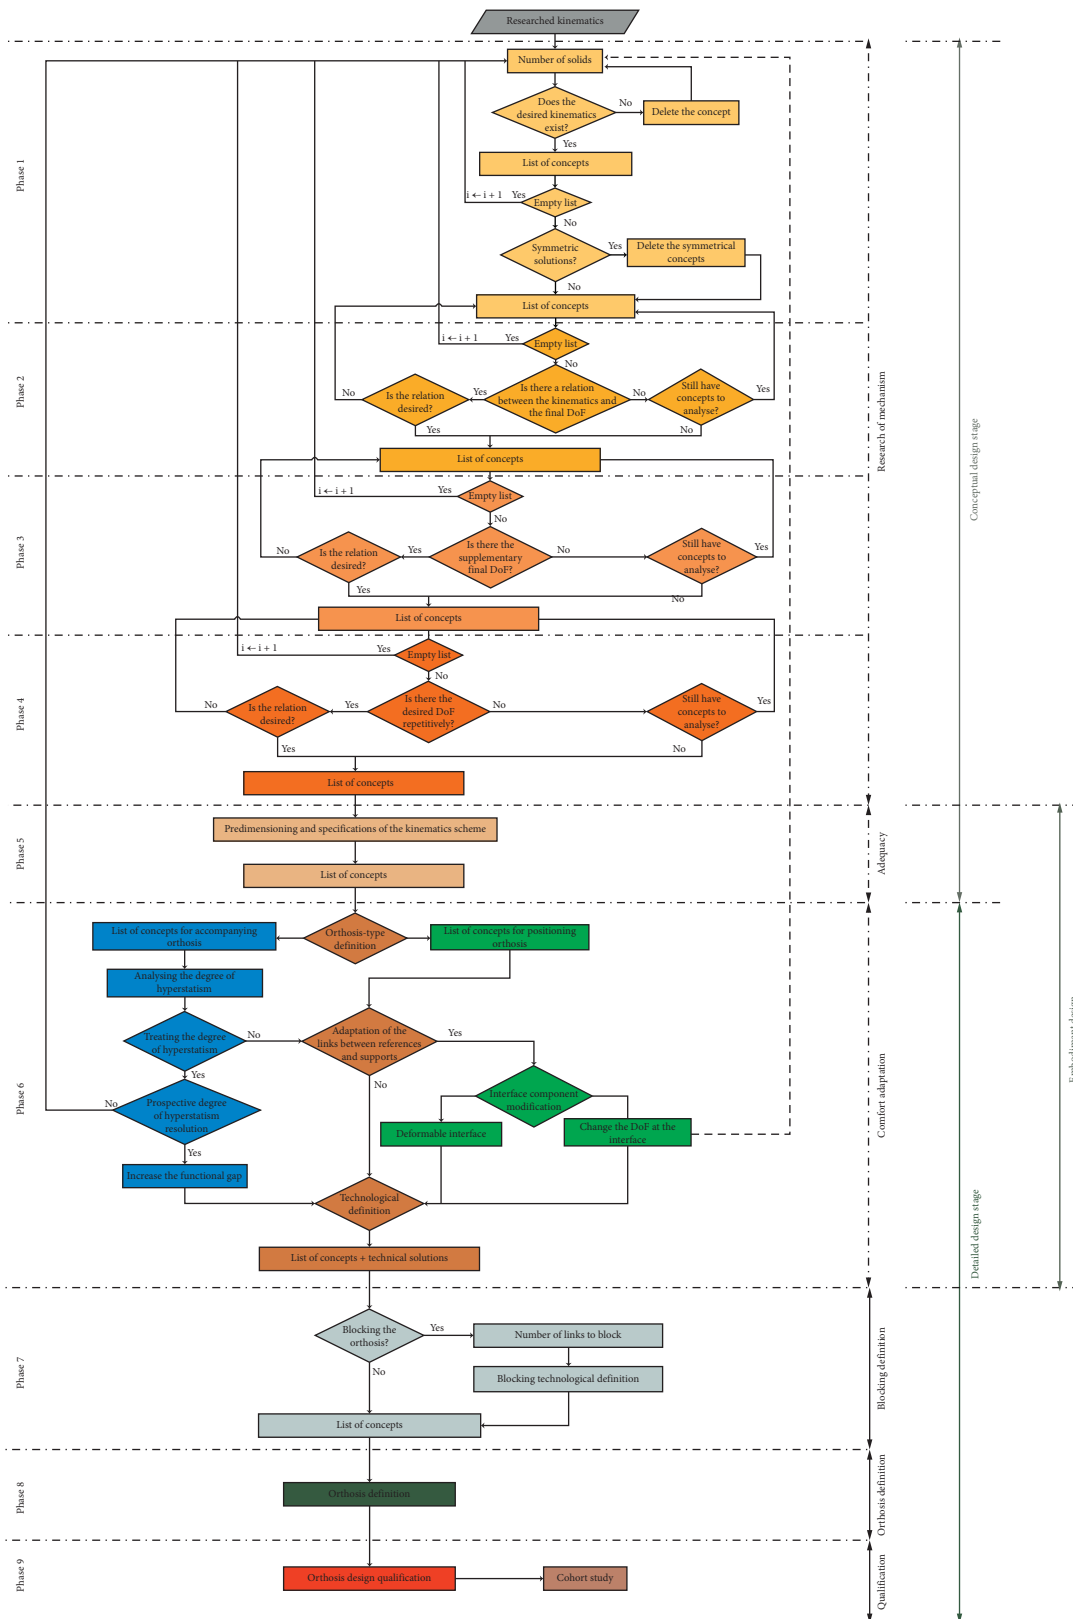 Researched kinematics
Phase 1
Number of solids
Does the
desired kinematics
exist?
No
Delete the concept
Yes
List of concepts
i ← i + 1
Yes
Empty list
No
Symmetric
solutions?
Yes
Delete the symmetrical
concepts
No
List of concepts
Phase 2
i ← i + 1
Yes
Empty list
No
No
Is the relation
desired?
Yes
Is there a relation
between the kinematics and
the final DoF
No
Still have
concepts to
analyse?
Yes
Yes
No
List of concepts
Phase 3
i ← i + 1
Yes
Empty list
No
No
Is the relation
desired?
Yes
Is there the
supplementary
final DoF?
No
Still have
concepts to
analyse?
Yes
Yes
No
List of concepts
Phase 4
i ← i + 1
Yes
Empty list
No
No
Is the relation
desired?
Yes
Is there the
desired DoF
repetitively?
No
Still have
concepts to
analyse?
Yes
Yes
No
List of concepts
Research of mechanism
Conceptual design stage
Phase 5
Predimensioning and specifications of the kinematics scheme
List of concepts
Adequacy
Phase 6
List of concepts for accompanying
orthosis
Orthosis-type
definition
List of concepts for positioning
orthosis
Analysing the degree of
hyperstatism
Treating the degree
of hyperstatism
No
Adaptation of the
links between references
and supports
Yes
Yes
No
No
Prospective degree
of hyperstatism
resolution
Interface component
modification
Deformable interface
Change the DoF at the
interface
Yes
Increase the functional gap
Technological
definition
List of concepts + technical solutions
Comfort adaptation
Embodiment design
Detailed design stage
Phase 7
Blocking the
orthosis?
Yes
Number of links to block
Blocking technological definition
No
List of concepts
Blocking definition
Phase 8
Orthosis definition
Orthosis definition
Phase 9
Orthosis design qualification
Cohort study
Qualification